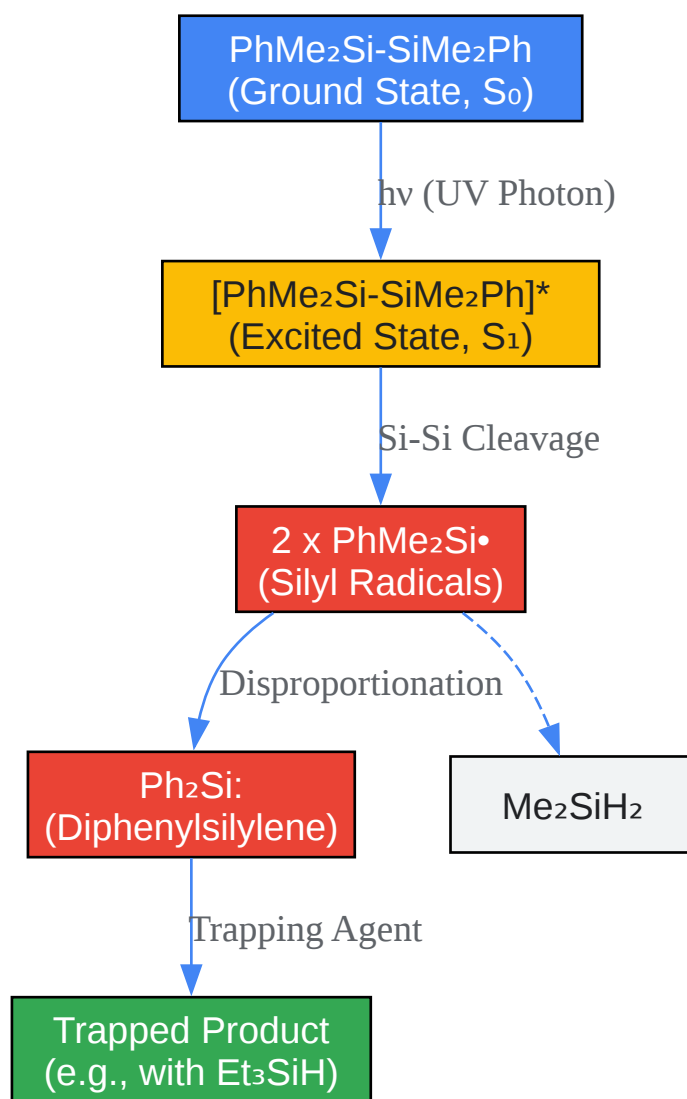 PhMe₂Si-SiMe₂Ph
(Ground State, S₀)
hν (UV Photon)
[PhMe₂Si-SiMe₂Ph]*
(Excited State, S₁)
Si-Si Cleavage
2 x PhMe₂Si•
(Silyl Radicals)
Disproportionation
Ph₂Si:
(Diphenylsilylene)
Me₂SiH₂
Trapping Agent
Trapped Product
(e.g., with Et₃SiH)